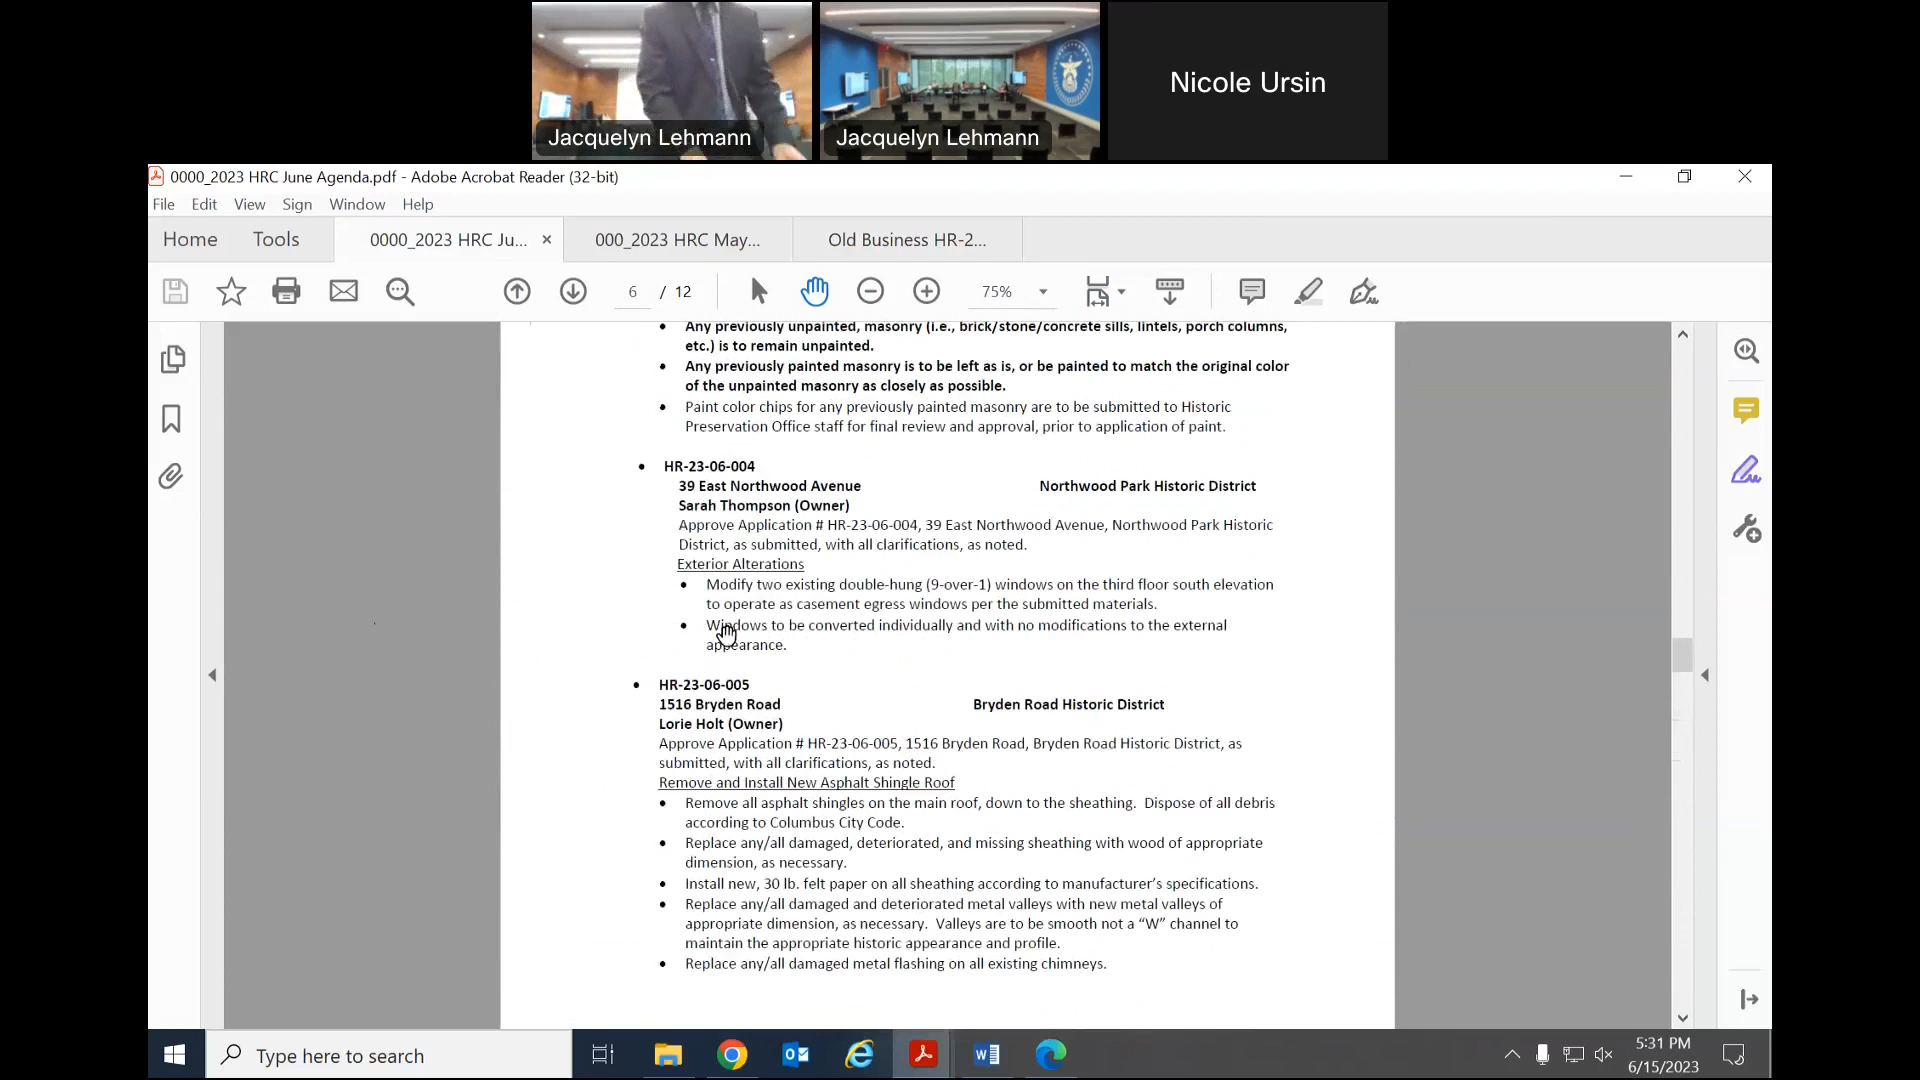 Jacquelyn Lehmann
Jacquelyn Lehmann
Nicole Ursin
0000_2023 HRC June Agenda.pdf - Adobe Acrobat Reader (32-bit)
File Edit View Sign Window Help
Home Tools 0000_2023 HRC Ju... × 000_2023 HRC May... Old Business HR-2...
6 / 12 75%
Any previously unpainted, masonry (i.e., brick/stone/concrete sills, lintels, porch columns,
etc.) is to remain unpainted.
Any previously painted masonry is to be left as is, or be painted to match the original color
of the unpainted masonry as closely as possible.
Paint color chips for any previously painted masonry are to be submitted to Historic
Preservation Office staff for final review and approval, prior to application of paint.
HR-23-06-004
39 East Northwood Avenue Northwood Park Historic District
Sarah Thompson (Owner)
Approve Application # HR-23-06-004, 39 East Northwood Avenue, Northwood Park Historic
District, as submitted, with all clarifications, as noted.
Exterior Alterations
Modify two existing double-hung (9-over-1) windows on the third floor south elevation
to operate as casement egress windows per the submitted materials.
Windows to be converted individually and with no modifications to the external
appearance.
HR-23-06-005
1516 Bryden Road Bryden Road Historic District
Lorie Holt (Owner)
Approve Application # HR-23-06-005, 1516 Bryden Road, Bryden Road Historic District, as
submitted, with all clarifications, as noted.
Remove and Install New Asphalt Shingle Roof
Remove all asphalt shingles on the main roof, down to the sheathing. Dispose of all debris
according to Columbus City Code.
Replace any/all damaged, deteriorated, and missing sheathing with wood of appropriate
dimension, as necessary.
Install new, 30 lb. felt paper on all sheathing according to manufacturer’s specifications.
Replace any/all damaged and deteriorated metal valleys with new metal valleys of
appropriate dimension, as necessary. Valleys are to be smooth not a “W” channel to
maintain the appropriate historic appearance and profile.
Replace any/all damaged metal flashing on all existing chimneys.
Type here to search
5:31 PM
6/15/2023